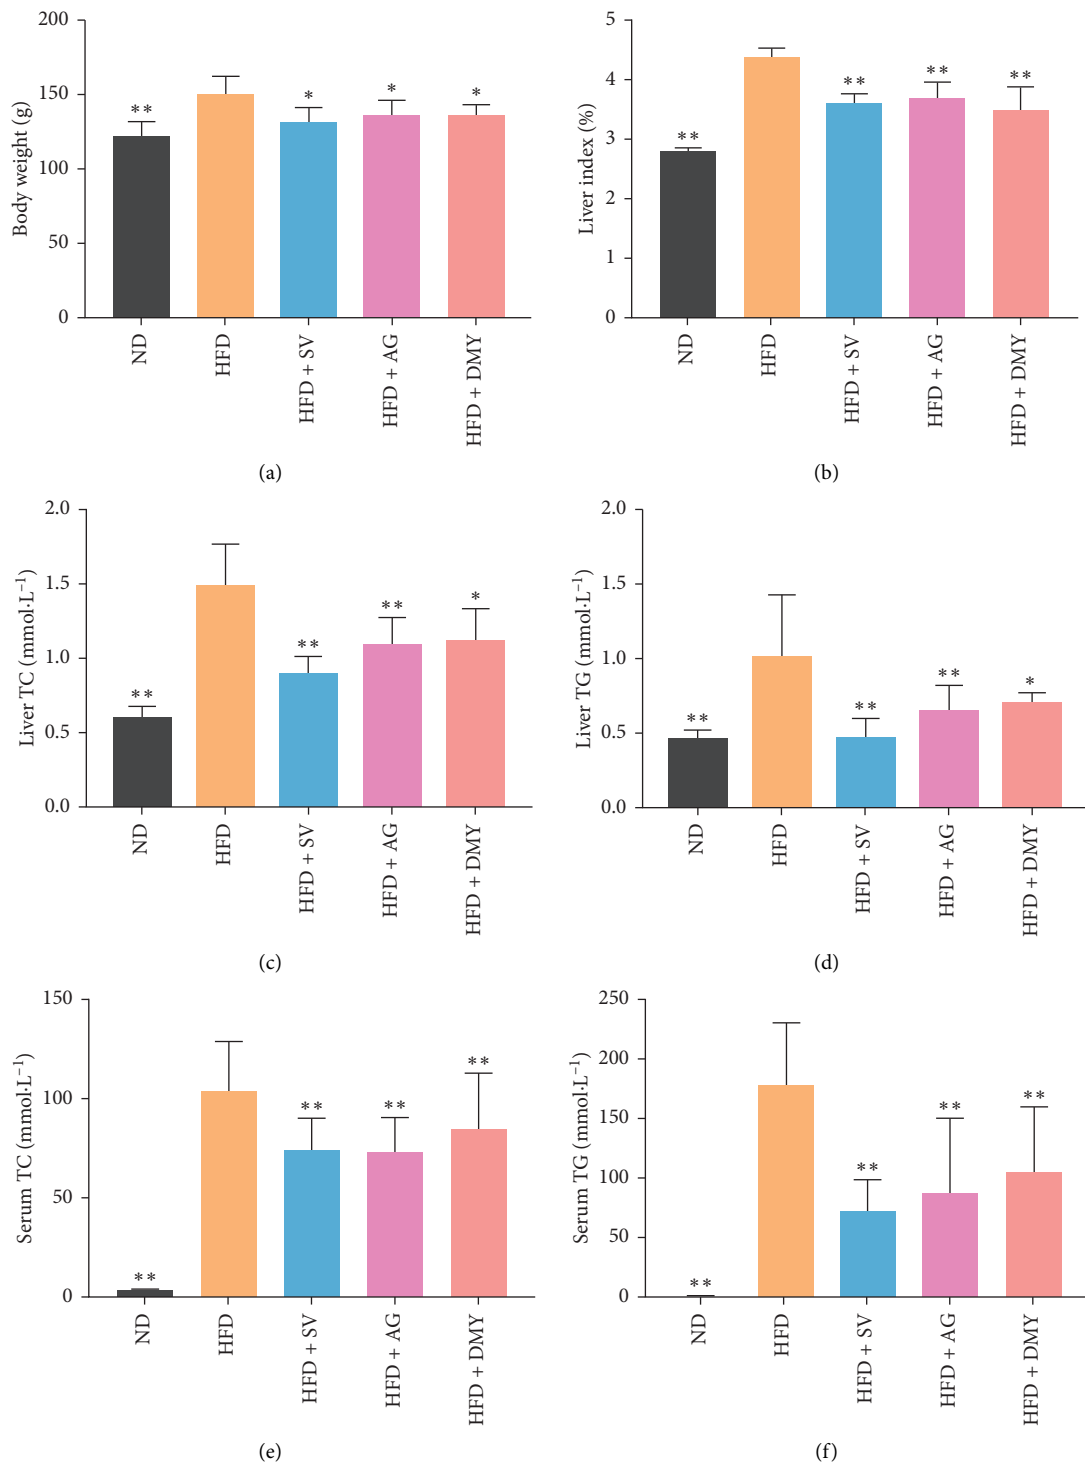 Body weight (g)
200
150
100
50
0
**
*
*
*
ND
HFD
HFD + SV
HFD + AG
HFD + DMY
(a)
Liver index (%)
5
4
3
2
1
0
**
**
**
**
ND
HFD
HFD + SV
HFD + AG
HFD + DMY
(b)
Liver TC (mmol·L⁻¹)
2.0
1.5
1.0
0.5
0.0
**
**
**
*
ND
HFD
HFD + SV
HFD + AG
HFD + DMY
(c)
Liver TG (mmol·L⁻¹)
2.0
1.5
1.0
0.5
0.0
**
**
**
*
ND
HFD
HFD + SV
HFD + AG
HFD + DMY
(d)
Serum TC (mmol·L⁻¹)
150
100
50
0
**
**
**
**
ND
HFD
HFD + SV
HFD + AG
HFD + DMY
(e)
Serum TG (mmol·L⁻¹)
250
200
150
100
50
0
**
**
**
**
ND
HFD
HFD + SV
HFD + AG
HFD + DMY
(f)